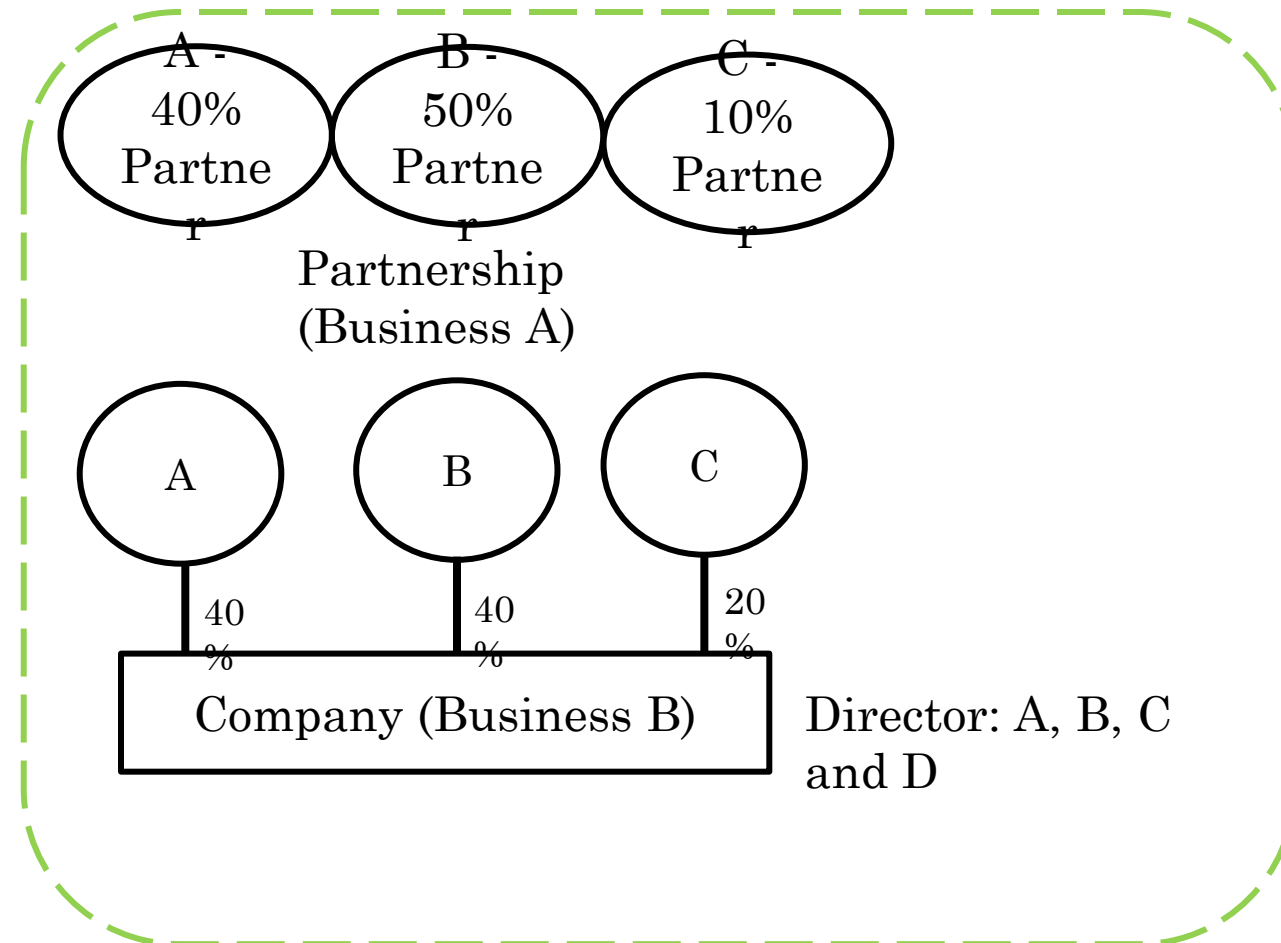 A -
40%
Partne
r
B -
50%
Partne
r
C -
10%
Partne
r
Partnership
(Business A)
A
B
C
40
%
40
%
20
%
Company (Business B)
Director: A, B, C
and D